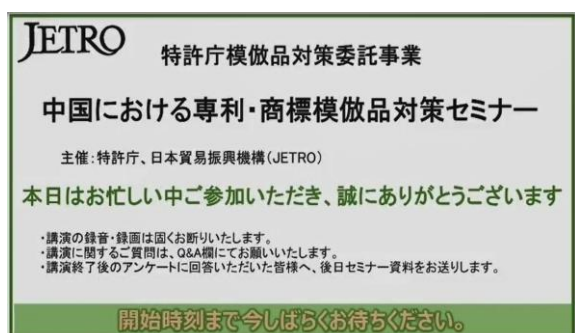 JETRO
特許庁模倣品対策委託事業
中国における専利・商標模倣品対策セミナー
主催:特許庁、日本貿易振興機構(JETRO)
本日はお忙しい中ご参加いただき、誠にありがとうございます
・講演の録音・録画は固くお断りいたします。
・講演に関するご質問は、Q&A欄にてお願いいたします。
・講演終了後のアンケートに回答いただいた皆様へ、後日セミナー資料をお送りします。
開始時刻まで今しばらくお待ちください。